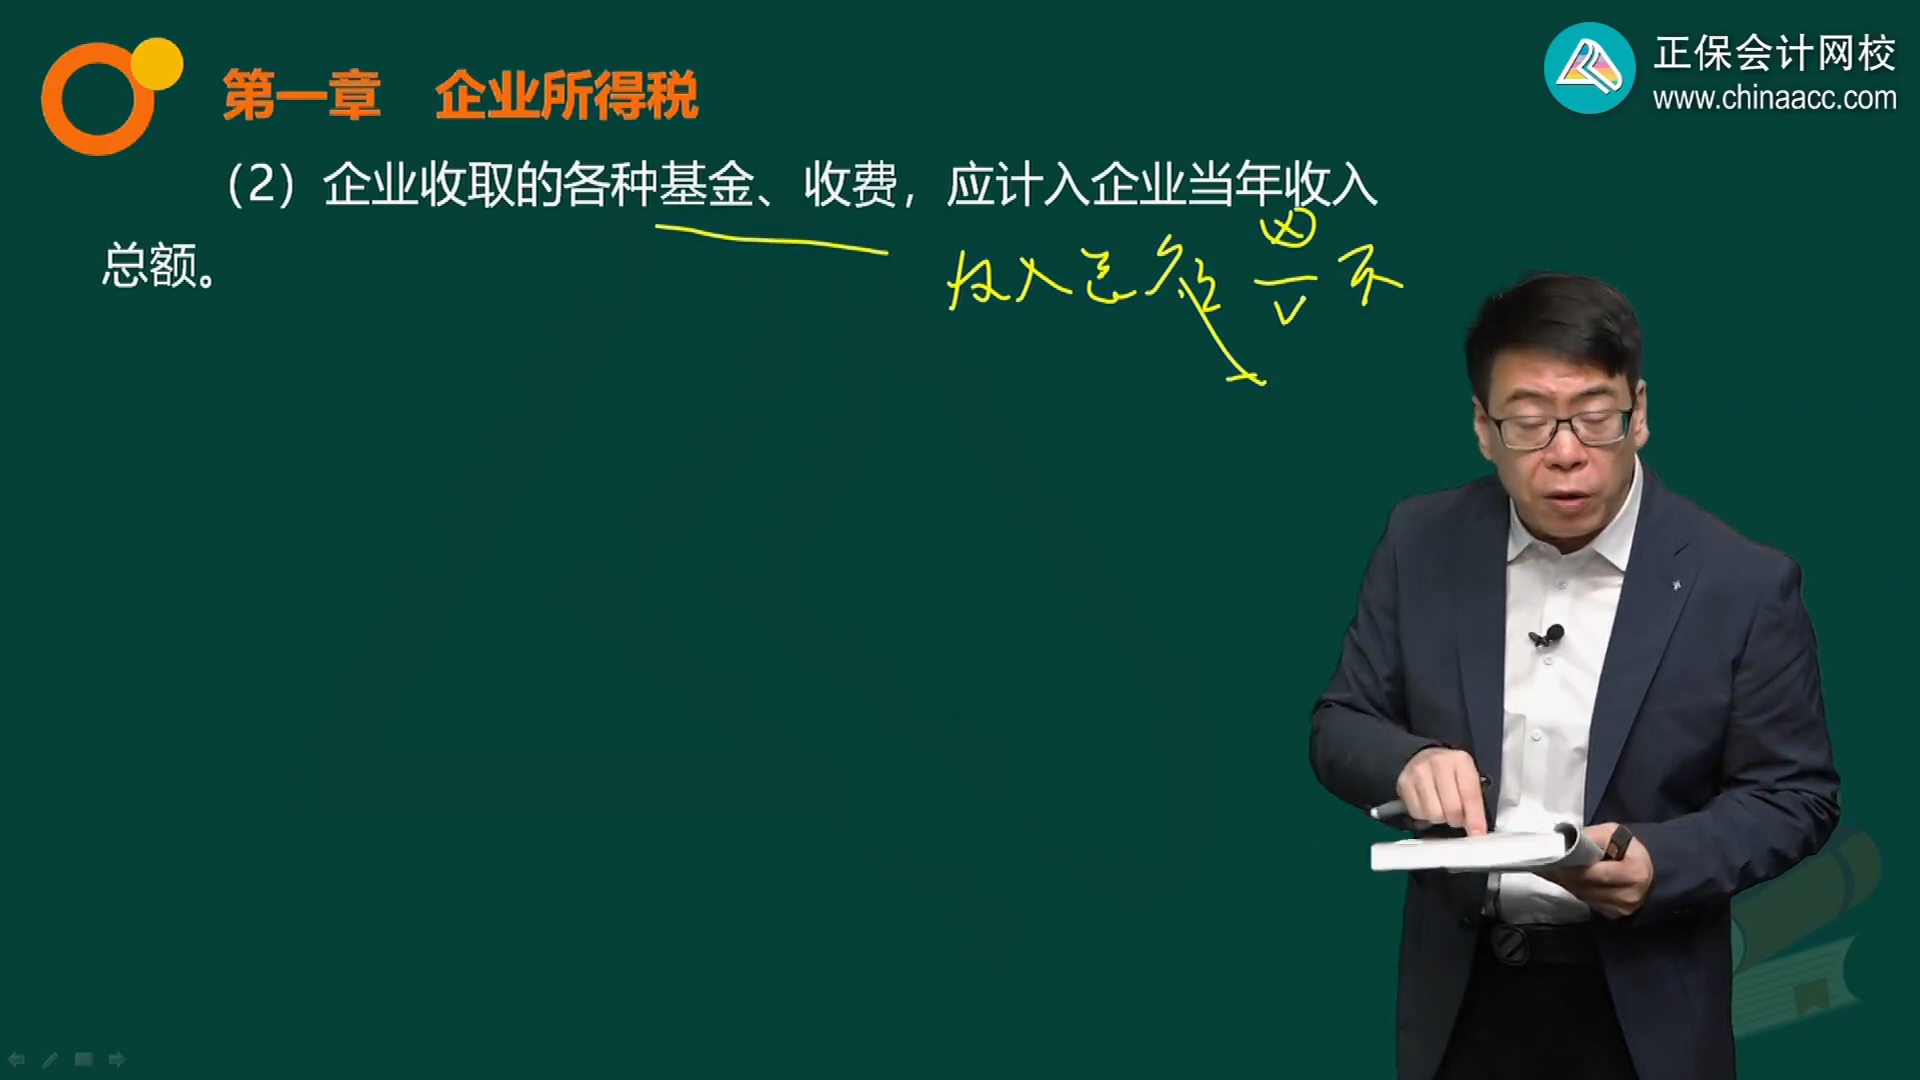 正保会计网校
www.chinaacc.com
第一章 企业所得税
（2）企业收取的各种基金、收费，应计入企业当年收入
总额。
收入总额 — 不